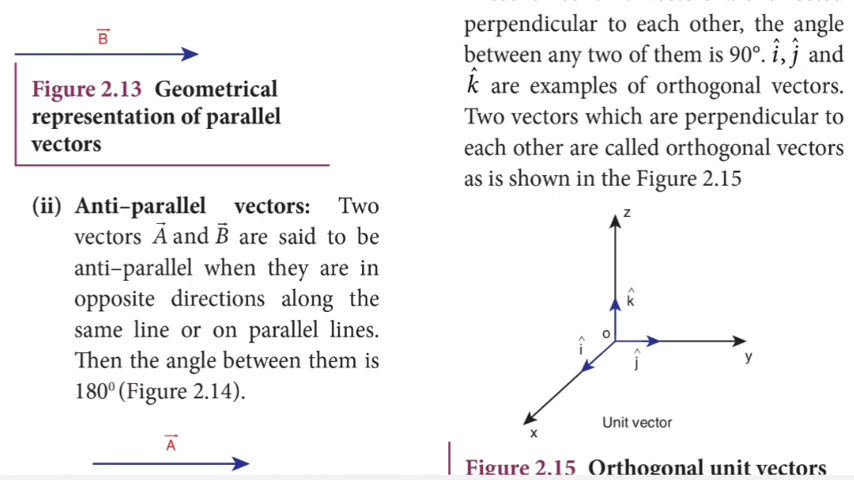 B
Figure 2.13 Geometrical
representation of parallel
vectors
(ii) Anti–parallel vectors: Two
vectors A⃗ and B⃗ are said to be
anti–parallel when they are in
opposite directions along the
same line or on parallel lines.
Then the angle between them is
180⁰ (Figure 2.14).
A
perpendicular to each other, the angle
between any two of them is 90°. î, ĵ and
k̂ are examples of orthogonal vectors.
Two vectors which are perpendicular to
each other are called orthogonal vectors
as is shown in the Figure 2.15
z
k̂
o
î
ĵ
y
x
Unit vector
Figure 2.15 Orthogonal unit vectors